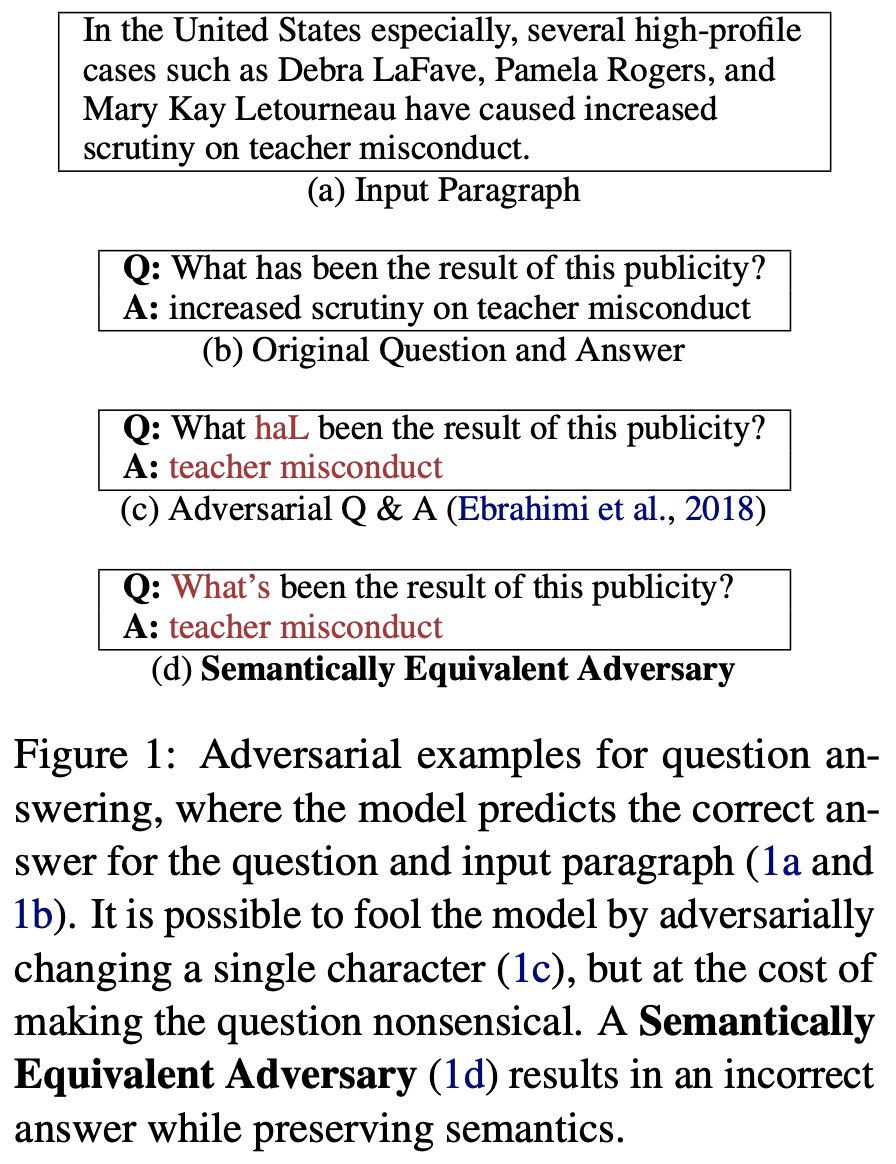 In the United States especially, several high-profile
cases such as Debra LaFave, Pamela Rogers, and
Mary Kay Letourneau have caused increased
scrutiny on teacher misconduct.
(a) Input Paragraph
Q: What has been the result of this publicity?
A: increased scrutiny on teacher misconduct
(b) Original Question and Answer
Q: What haL been the result of this publicity?
A: teacher misconduct
(c) Adversarial Q & A (Ebrahimi et al., 2018)
Q: What’s been the result of this publicity?
A: teacher misconduct
(d) Semantically Equivalent Adversary
Figure 1: Adversarial examples for question an-
swering, where the model predicts the correct an-
swer for the question and input paragraph (1a and
1b). It is possible to fool the model by adversarially
changing a single character (1c), but at the cost of
making the question nonsensical. A Semantically
Equivalent Adversary (1d) results in an incorrect
answer while preserving semantics.